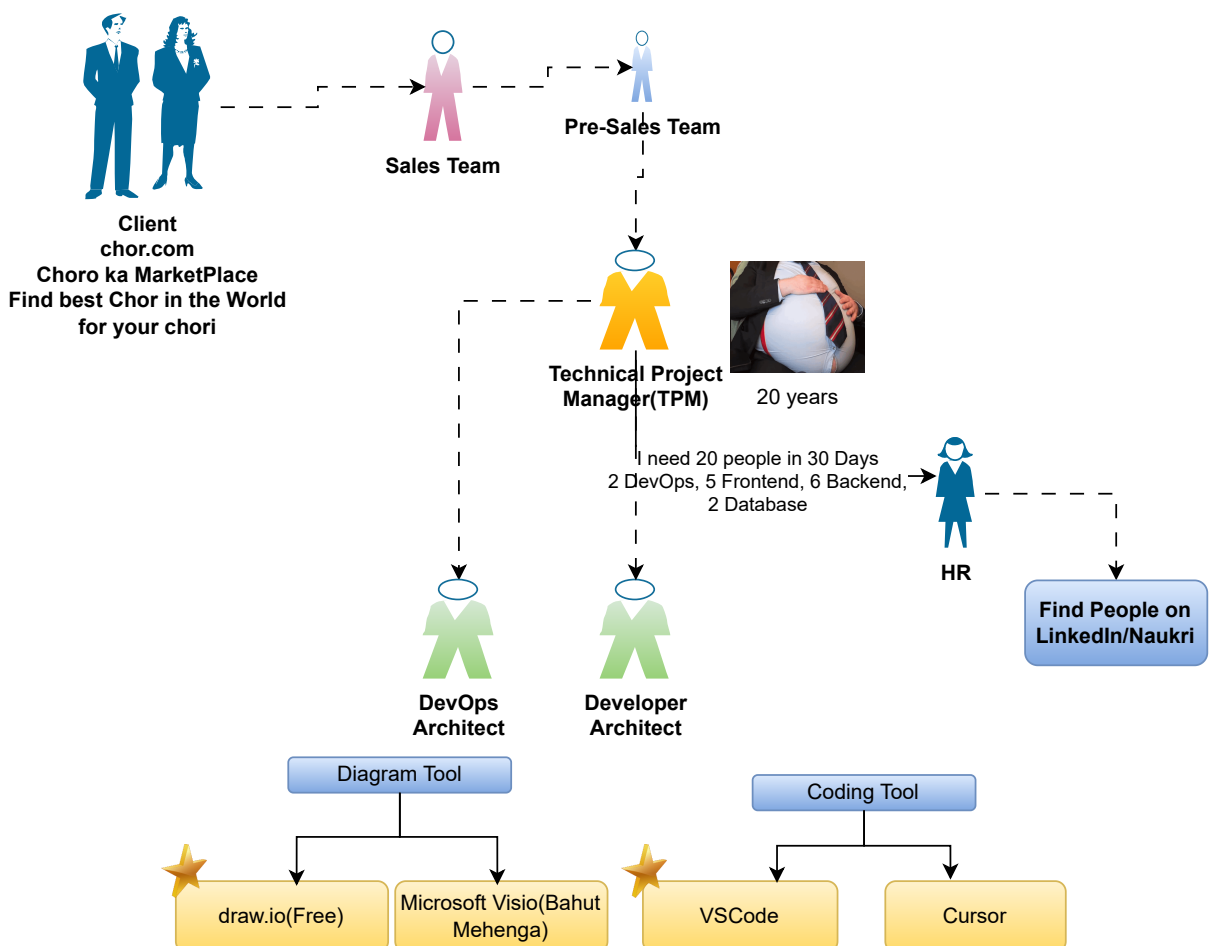 Client
chor.com
Choro ka MarketPlace
Find best Chor in the World
for your chori
Sales Team
Pre-Sales Team
Technical Project
Manager(TPM)
20 years
I need 20 people in 30 Days
2 DevOps, 5 Frontend, 6 Backend,
2 Database
HR
Find People on
LinkedIn/Naukri
DevOps
Architect
Developer
Architect
Diagram Tool
draw.io(Free)
Microsoft Visio(Bahut
Mehenga)
Coding Tool
VSCode
Cursor